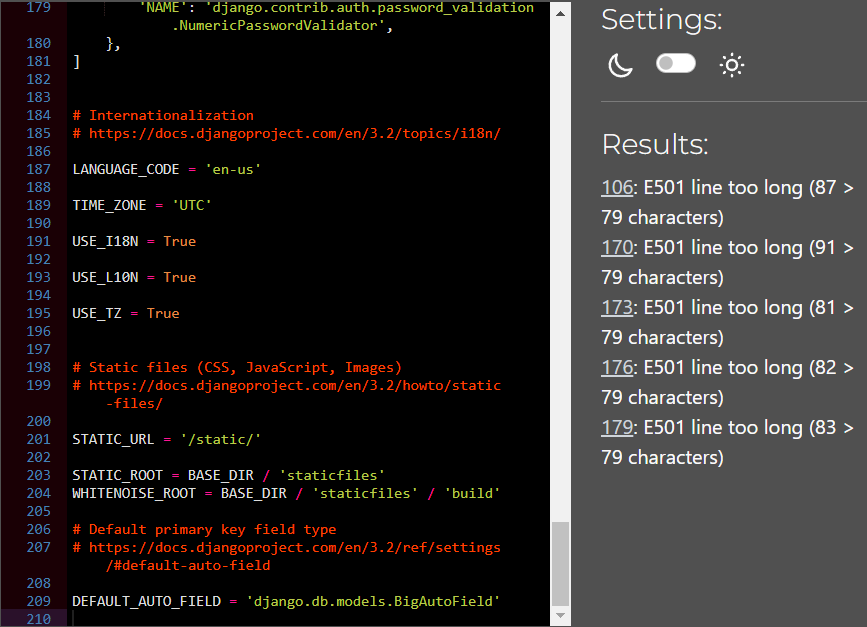 179 'NAME': 'django.contrib.auth.password_validation
.NumericPasswordValidator',
180 },
181 ]
182
183
184 # Internationalization
185 # https://docs.djangoproject.com/en/3.2/topics/i18n/
186
187 LANGUAGE_CODE = 'en-us'
188
189 TIME_ZONE = 'UTC'
190
191 USE_I18N = True
192
193 USE_L10N = True
194
195 USE_TZ = True
196
197
198 # Static files (CSS, JavaScript, Images)
199 # https://docs.djangoproject.com/en/3.2/howto/static
-files/
200
201 STATIC_URL = '/static/'
202
203 STATIC_ROOT = BASE_DIR / 'staticfiles'
204 WHITENOISE_ROOT = BASE_DIR / 'staticfiles' / 'build'
205
206 # Default primary key field type
207 # https://docs.djangoproject.com/en/3.2/ref/settings
/#default-auto-field
208
209 DEFAULT_AUTO_FIELD = 'django.db.models.BigAutoField'
210
Settings:
Results:
106: E501 line too long (87 >
79 characters)
170: E501 line too long (91 >
79 characters)
173: E501 line too long (81 >
79 characters)
176: E501 line too long (82 >
79 characters)
179: E501 line too long (83 >
79 characters)